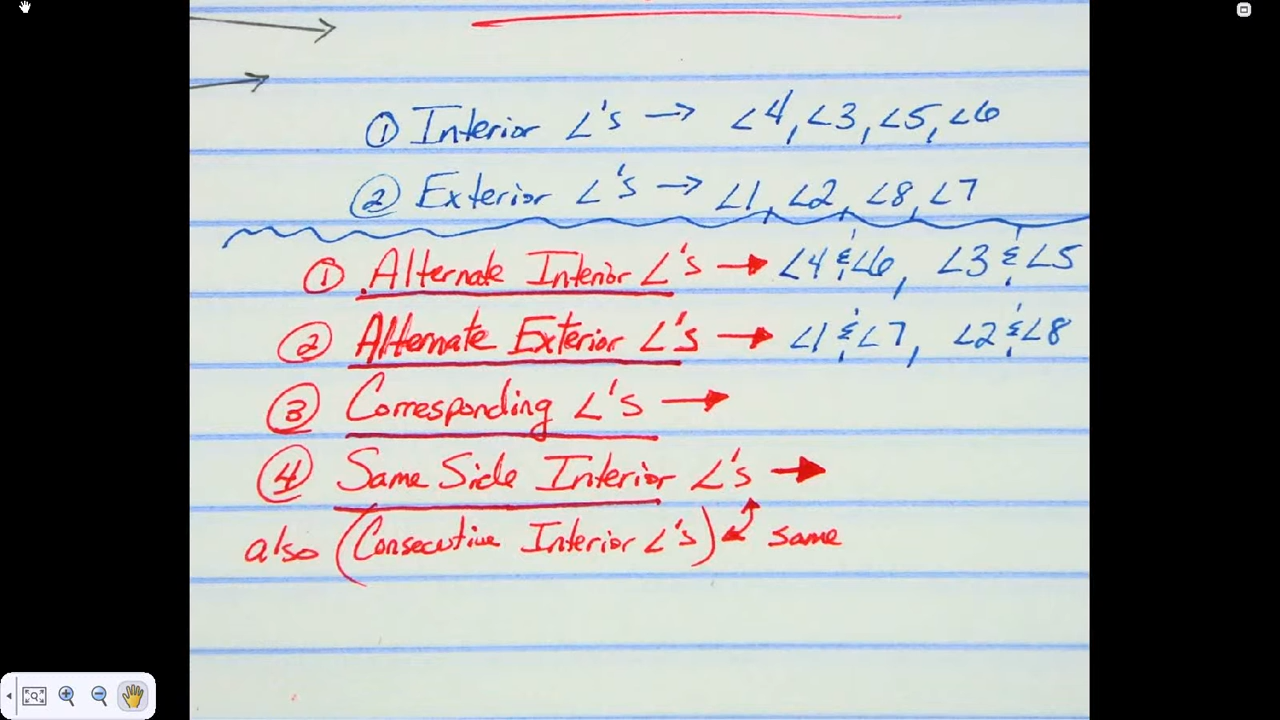 ① Interior ∠'s → ∠4, ∠3, ∠5, ∠6
② Exterior ∠'s → ∠1, ∠2, ∠8, ∠7
① Alternate Interior ∠'s → ∠4 & ∠6, ∠3 & ∠5
② Alternate Exterior ∠'s → ∠1 & ∠7, ∠2 & ∠8
③ Corresponding ∠'s →
④ Same Side Interior ∠'s →
also (Consecutive Interior ∠'s) same